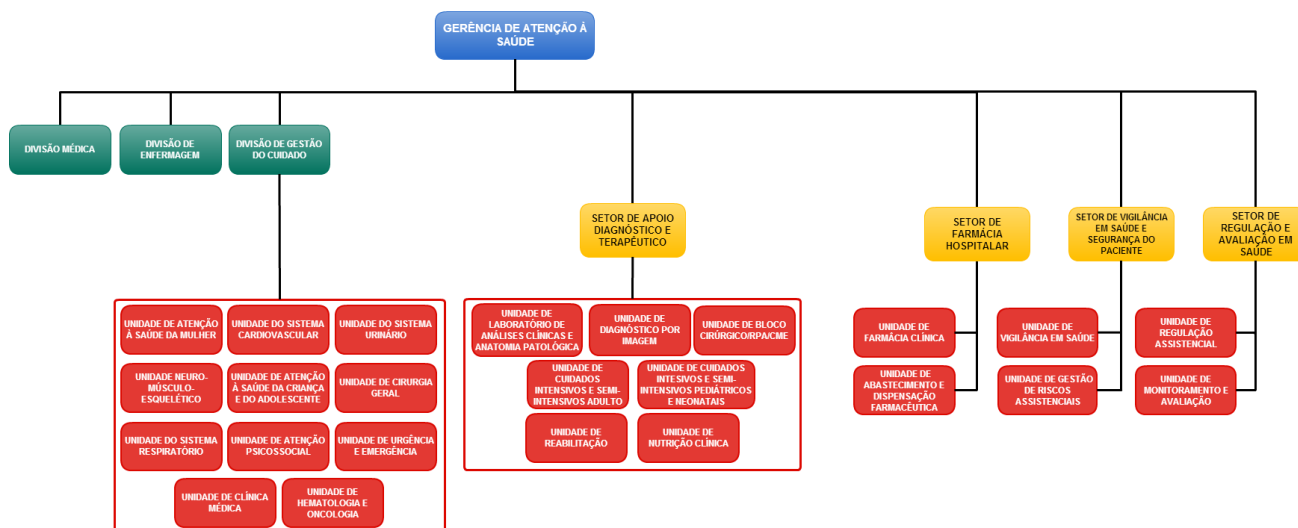 GERÊNCIA DE ATENÇÃO À
SAÚDE
DIVISÃO MÉDICA
DIVISÃO DE
ENFERMAGEM
DIVISÃO DE GESTÃO
DO CUIDADO
SETOR DE APOIO
DIAGNÓSTICO E
TERAPÊUTICO
SETOR DE
FARMÁCIA
HOSPITALAR
SETOR DE VIGILÂNCIA
EM SAÚDE E
SEGURANÇA DO
PACIENTE
SETOR DE
REGULAÇÃO E
AVALIAÇÃO EM
SAÚDE
UNIDADE DE ATENÇÃO
À SAÚDE DA MULHER
UNIDADE DO SISTEMA
CARDIOVASCULAR
UNIDADE DO SISTEMA
URINÁRIO
UNIDADE NEURO-
MÚSCULO-
ESQUELÉTICO
UNIDADE DE ATENÇÃO
À SAÚDE DA CRIANÇA
E DO ADOLESCENTE
UNIDADE DE CIRURGIA
GERAL
UNIDADE DO SISTEMA
RESPIRATÓRIO
UNIDADE DE ATENÇÃO
PSICOSSOCIAL
UNIDADE DE URGÊNCIA
E EMERGÊNCIA
UNIDADE DE CLÍNICA
MÉDICA
UNIDADE DE
HEMATOLOGIA E
ONCOLOGIA
UNIDADE DE
LABORATÓRIO DE
ANÁLISES CLÍNICAS E
ANATOMIA PATOLÓGICA
UNIDADE DE
DIAGNÓSTICO POR
IMAGEM
UNIDADE DE BLOCO
CIRÚRGICO/RPA/CME
UNIDADE DE
CUIDADOS
INTENSIVOS E SEMI-
INTENSIVOS ADULTO
UNIDADE DE CUIDADOS
INTESIVOS E SEMI-
INTENSIVOS PEDIÁTRICOS
E NEONATAIS
UNIDADE DE
REABILITAÇÃO
UNIDADE DE
NUTRIÇÃO CLÍNICA
UNIDADE DE
FARMÁCIA CLÍNICA
UNIDADE DE
ABASTECIMENTO E
DISPENSAÇÃO
FARMACÊUTICA
UNIDADE DE
VIGILÂNCIA EM SAÚDE
UNIDADE DE GESTÃO
DE RISCOS
ASSISTENCIAIS
UNIDADE DE
REGULAÇÃO
ASSISTENCIAL
UNIDADE DE
MONITORAMENTO E
AVALIAÇÃO